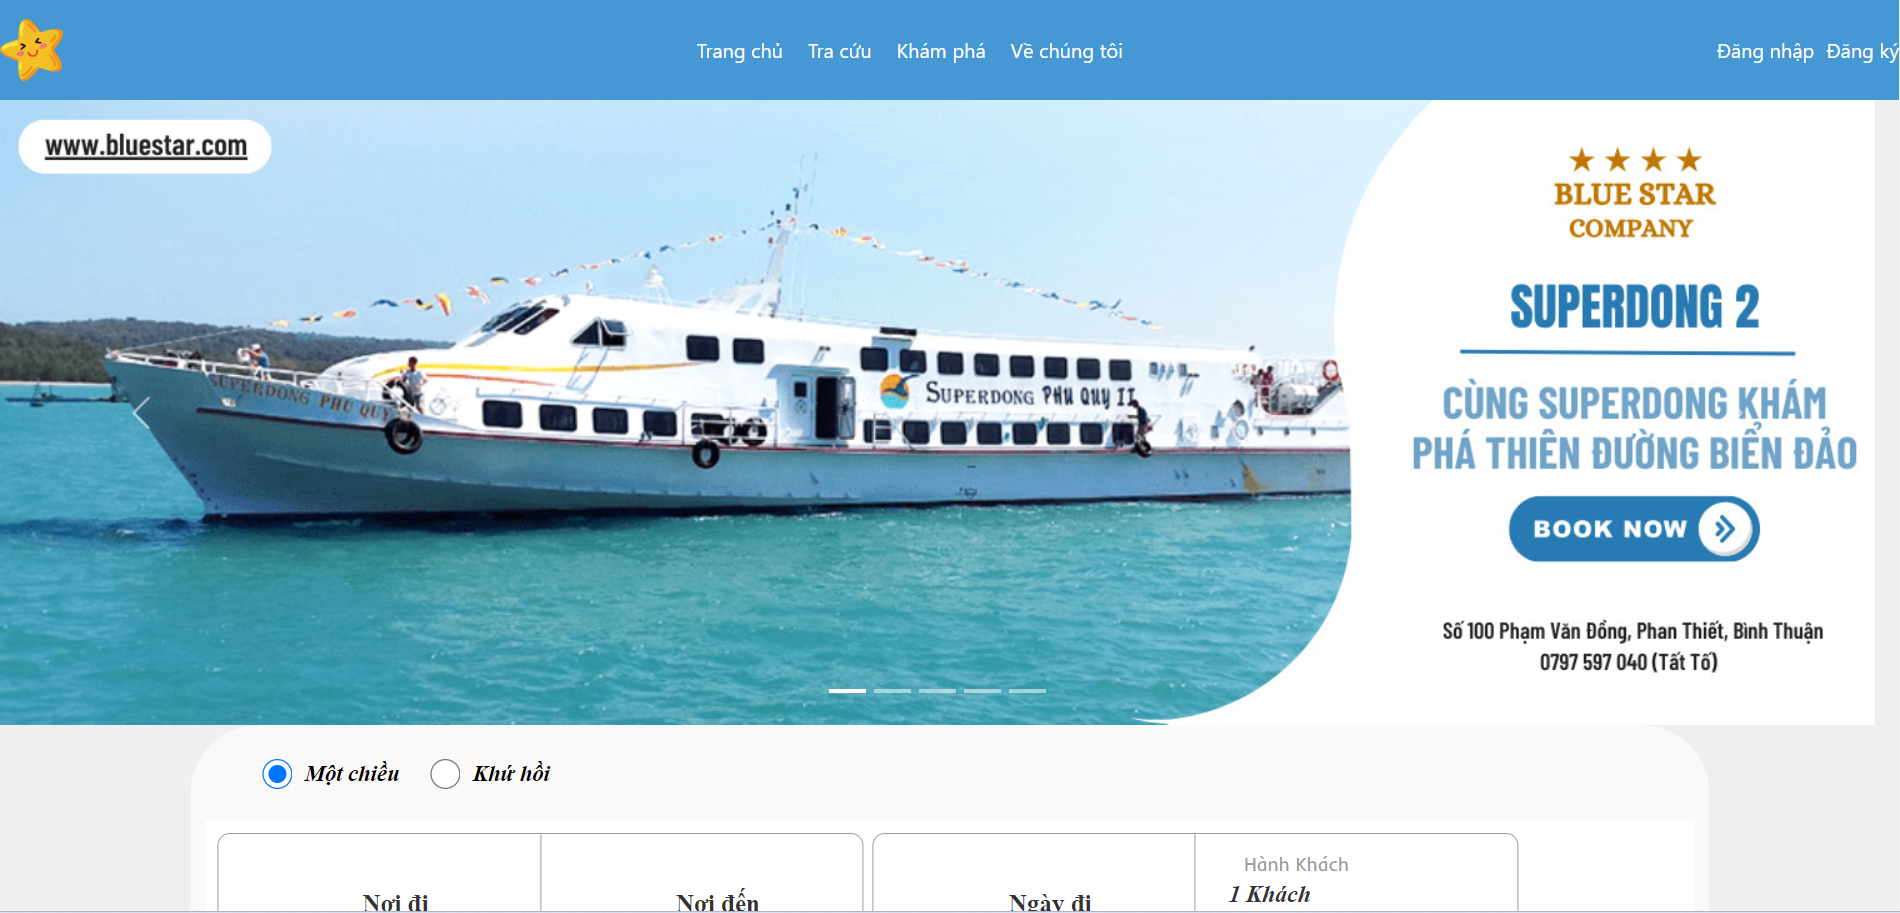 Trang chủ Tra cứu Khám phá Về chúng tôi Đăng nhập Đăng ký
www.bluestar.com
BLUE STAR
COMPANY
SUPERDONG 2
CÙNG SUPERDONG KHÁM
PHÁ THIÊN ĐƯỜNG BIỂN ĐẢO
BOOK NOW
Số 100 Phạm Văn Đồng, Phan Thiết, Bình Thuận
0797 597 040 (Tất Tố)
SUPERDONG PHU QUY
SUPERDONG PHU QUY II
Một chiều Khứ hồi
Nơi đi Nơi đến Ngày đi
Hành Khách
1 Khách